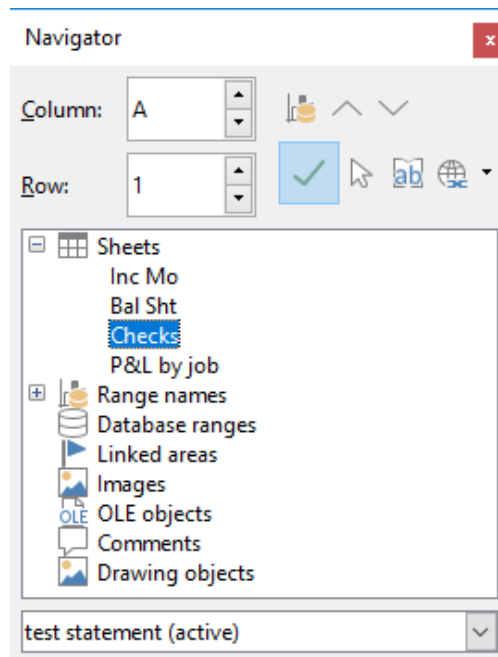 Navigator
x
Column: A
Row: 1
ab
Sheets
Inc Mo
Bal Sht
Checks
P&L by job
Range names
Database ranges
Linked areas
Images
OLE OLE objects
Comments
Drawing objects
test statement (active)